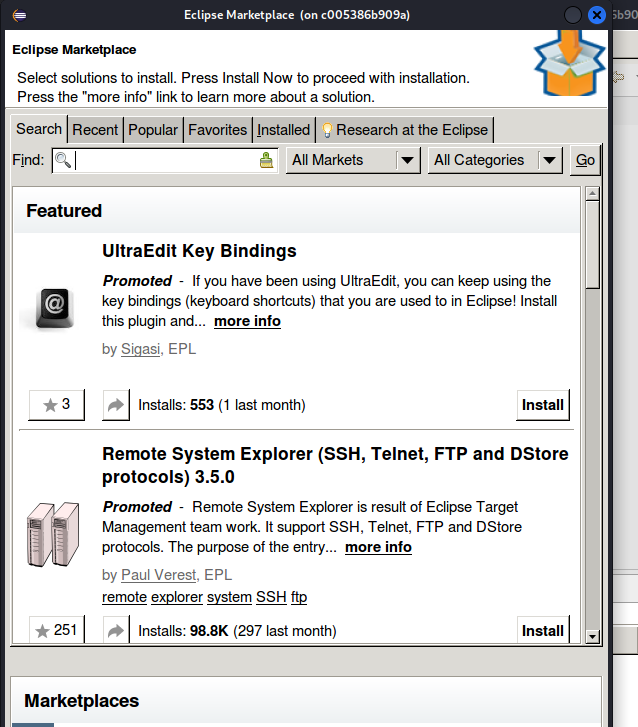 Eclipse Marketplace (on c005386b909a)
Eclipse Marketplace
Select solutions to install. Press Install Now to proceed with installation.
Press the "more info" link to learn more about a solution.
Search Recent Popular Favorites Installed Research at the Eclipse
Find: All Markets All Categories Go
Featured
UltraEdit Key Bindings
Promoted - If you have been using UltraEdit, you can keep using the
key bindings (keyboard shortcuts) that you are used to in Eclipse! Install
this plugin and... more info
by Sigasi, EPL
3 Installs: 553 (1 last month) Install
Remote System Explorer (SSH, Telnet, FTP and DStore
protocols) 3.5.0
Promoted - Remote System Explorer is result of Eclipse Target
Management team work. It support SSH, Telnet, FTP and DStore
protocols. The purpose of the entry... more info
by Paul Verest, EPL
remote explorer system SSH ftp
251 Installs: 98.8K (297 last month) Install
Marketplaces